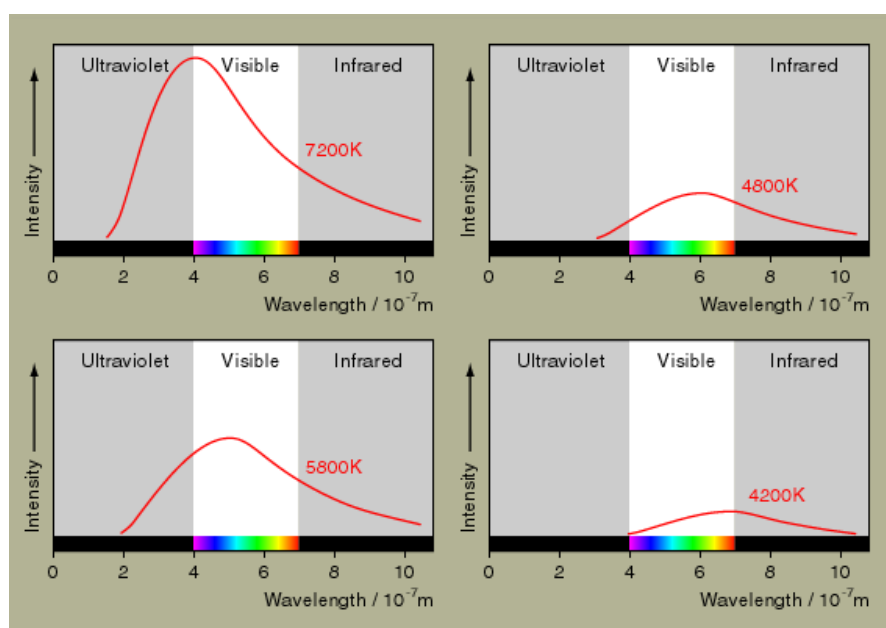 Ultraviolet Visible Infrared
7200K
Intensity
0 2 4 6 8 10
Wavelength / 10⁻⁷m
Ultraviolet Visible Infrared
4800K
Intensity
0 2 4 6 8 10
Wavelength / 10⁻⁷m
Ultraviolet Visible Infrared
5800K
Intensity
0 2 4 6 8 10
Wavelength / 10⁻⁷m
Ultraviolet Visible Infrared
4200K
Intensity
0 2 4 6 8 10
Wavelength / 10⁻⁷m